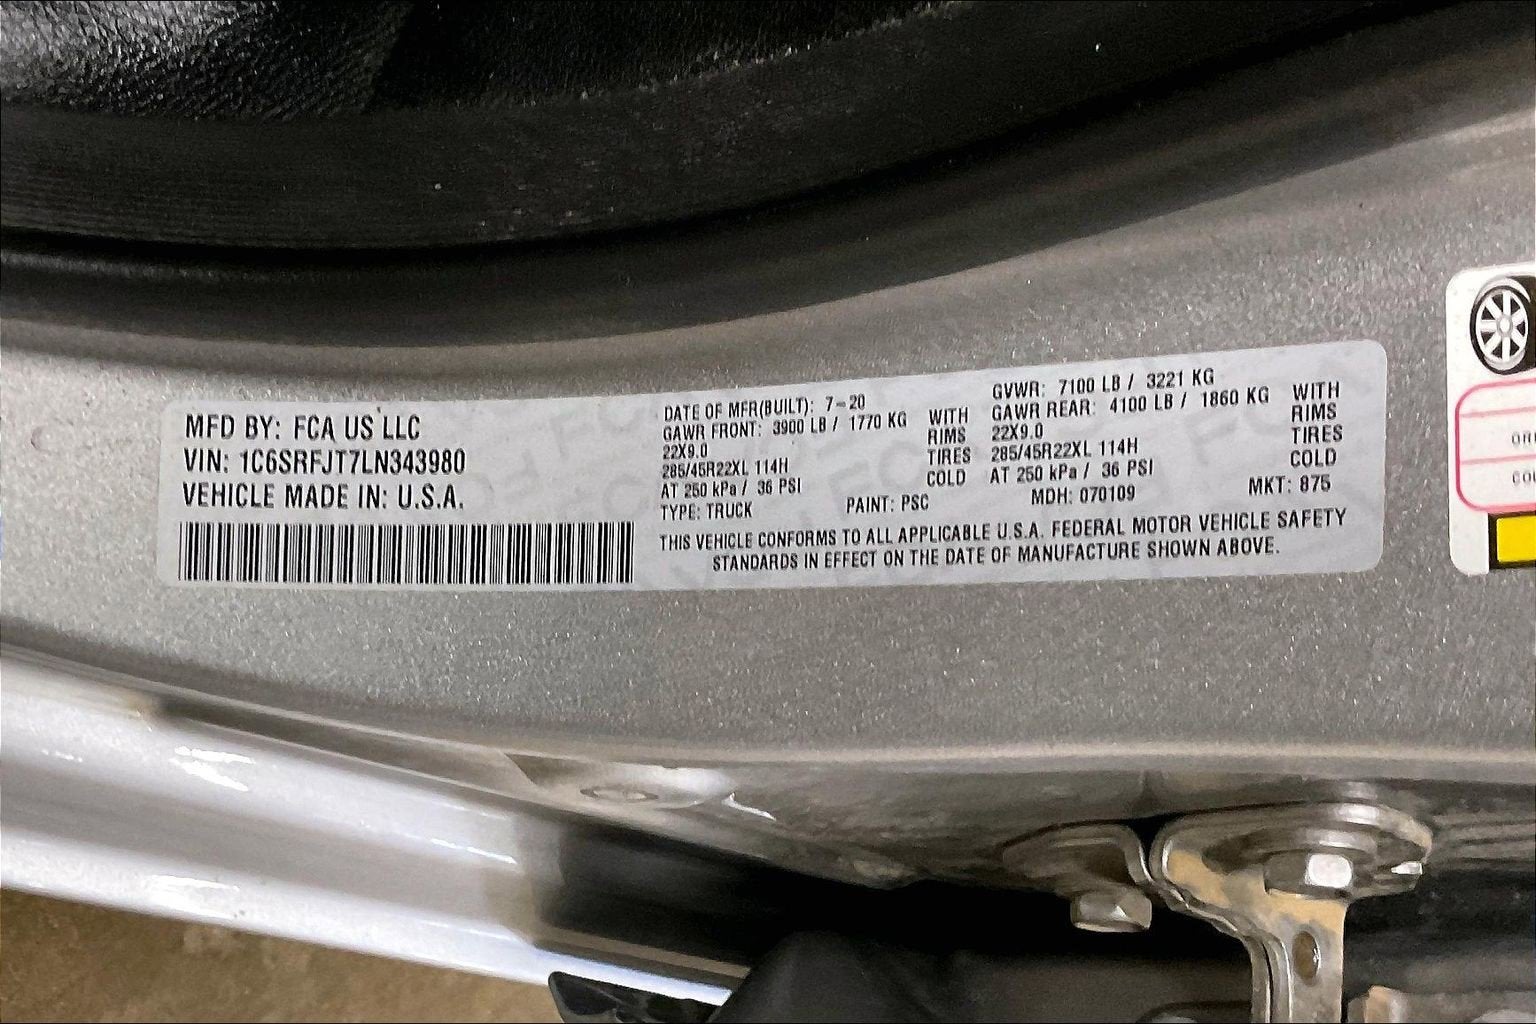 MFD BY: FCA US LLC
VIN: 1C6SRFJT7LN343980
VEHICLE MADE IN: U.S.A.
DATE OF MFR(BUILT): 7-20
GAWR FRONT: 3900 LB / 1770 KG WITH
22X9.0 RIMS
285/45R22XL 114H TIRES
AT 250 kPa / 36 PSI COLD
GVWR: 7100 LB / 3221 KG
GAWR REAR: 4100 LB / 1860 KG WITH
22X9.0 RIMS
285/45R22XL 114H TIRES
AT 250 kPa / 36 PSI COLD
TYPE: TRUCK PAINT: PSC MDH: 070109 MKT: 875
THIS VEHICLE CONFORMS TO ALL APPLICABLE U.S.A. FEDERAL MOTOR VEHICLE SAFETY
STANDARDS IN EFFECT ON THE DATE OF MANUFACTURE SHOWN ABOVE.